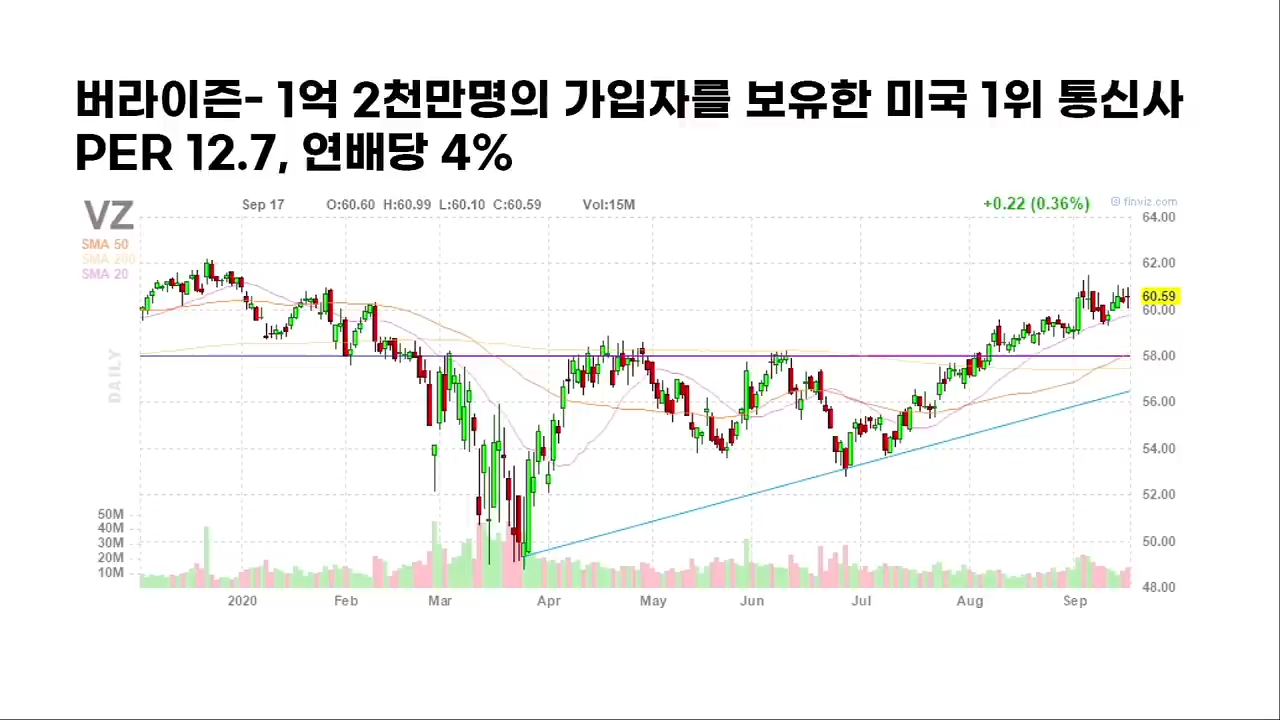 버라이즌- 1억 2천만명의 가입자를 보유한 미국 1위 통신사
PER 12.7, 연배당 4%
VZ
Sep 17 O:60.60 H:60.99 L:60.10 C:60.59 Vol:15M +0.22 (0.36%) © finviz.com
SMA 50
SMA 200
SMA 20
DAILY
64.00
62.00
60.59
60.00
58.00
56.00
54.00
52.00
50.00
48.00
50M
40M
30M
20M
10M
2020 Feb Mar Apr May Jun Jul Aug Sep